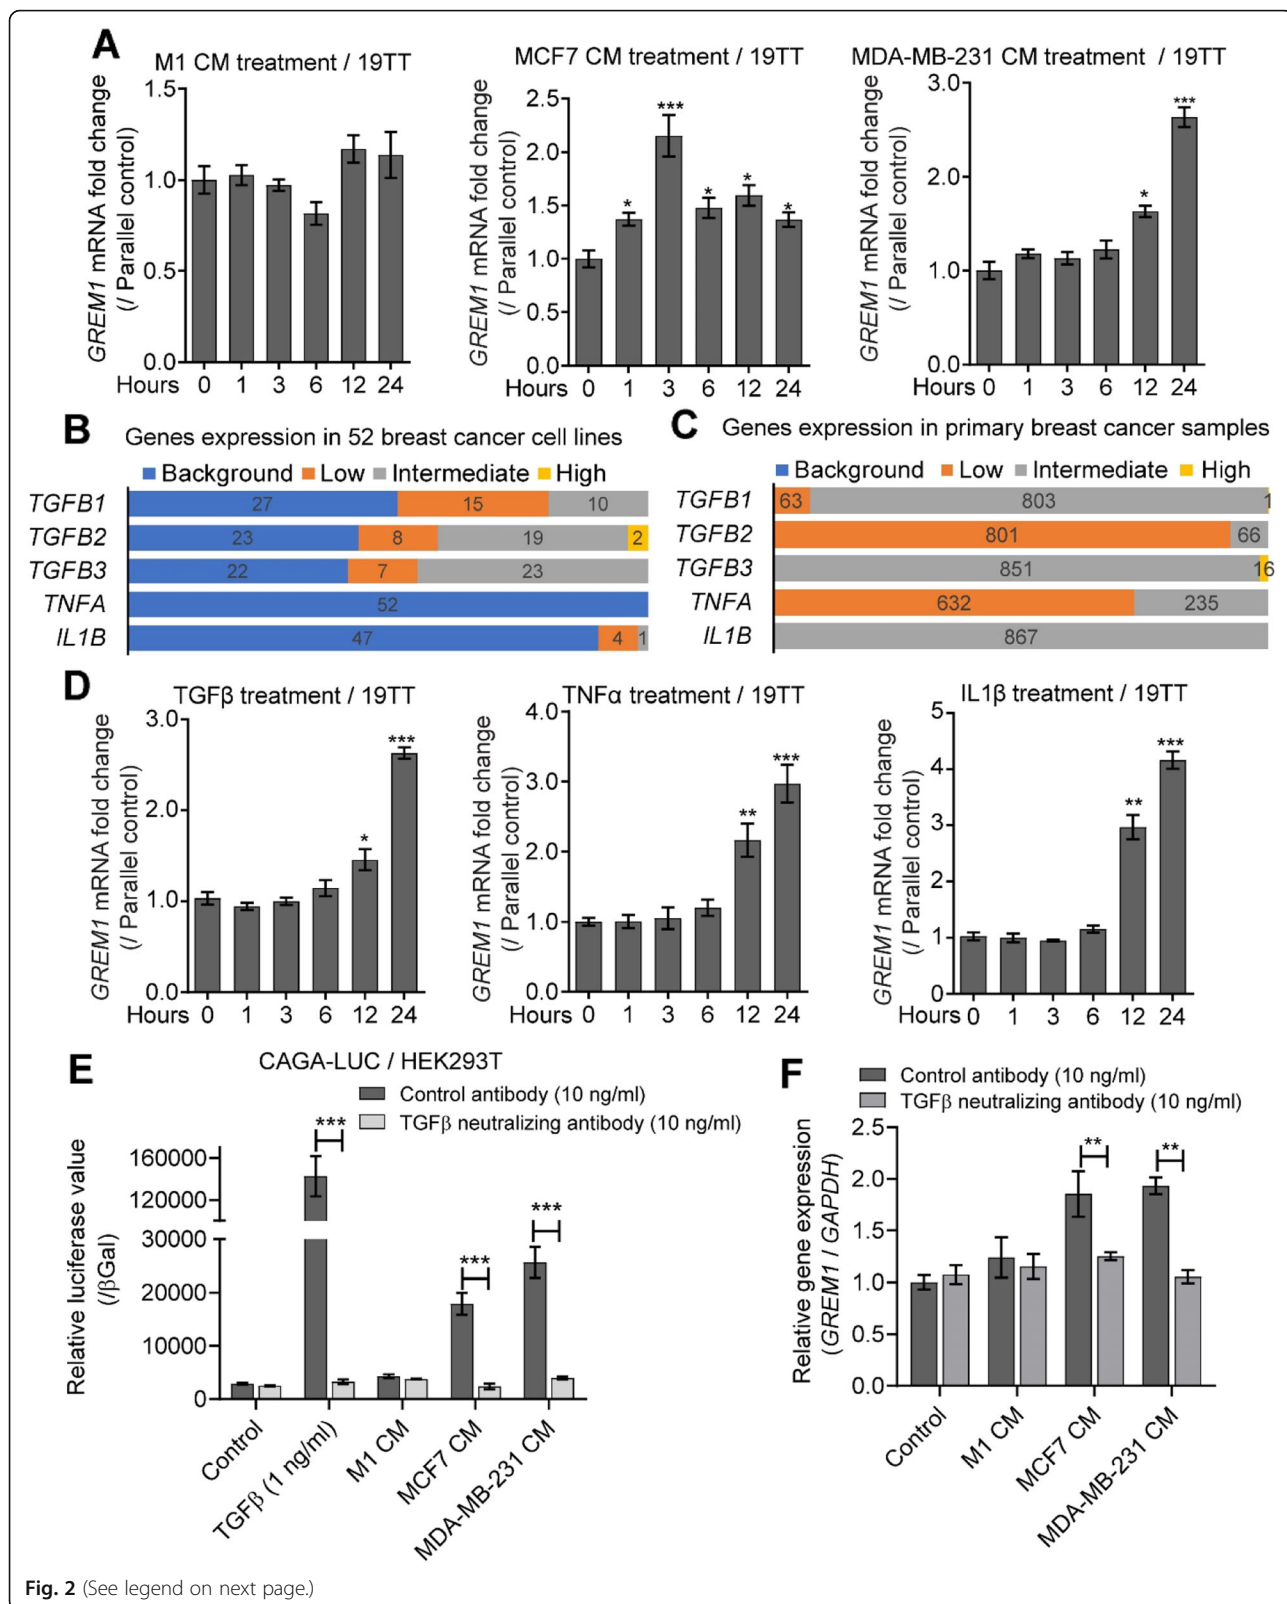 A
M1 CM treatment / 19TT
GREM1 mRNA fold change
(/ Parallel control)
1.5
1.0
0.5
0.0
Hours 0 1 3 6 12 24
MCF7 CM treatment / 19TT
GREM1 mRNA fold change
(/ Parallel control)
2.5
2.0
1.5
1.0
0.5
0.0
* *** * * *
Hours 0 1 3 6 12 24
MDA-MB-231 CM treatment / 19TT
GREM1 mRNA fold change
(/ Parallel control)
3.0
2.0
1.0
0.0
* ***
Hours 0 1 3 6 12 24
B
Genes expression in 52 breast cancer cell lines
Background Low Intermediate High
TGFB1 27 15 10
TGFB2 23 8 19 2
TGFB3 22 7 23
TNFA 52
IL1B 47 4 1
C
Genes expression in primary breast cancer samples
Background Low Intermediate High
TGFB1 63 803 1
TGFB2 801 66
TGFB3 851 16
TNFA 632 235
IL1B 867
D
TGFβ treatment / 19TT
GREM1 mRNA fold change
(/ Parallel control)
3.0
2.0
1.0
0.0
* ***
Hours 0 1 3 6 12 24
TNFα treatment / 19TT
GREM1 mRNA fold change
(/ Parallel control)
4.0
3.0
2.0
1.0
0.0
** ***
Hours 0 1 3 6 12 24
IL1β treatment / 19TT
GREM1 mRNA fold change
(/ Parallel control)
5
4
3
2
1
0
** ***
Hours 0 1 3 6 12 24
E
CAGA-LUC / HEK293T
Control antibody (10 ng/ml)
TGFβ neutralizing antibody (10 ng/ml)
Relative luciferase value
(/βGal)
160000
120000
30000
20000
10000
0
*** *** ***
Control
TGFβ (1 ng/ml)
M1 CM
MCF7 CM
MDA-MB-231 CM
F
Control antibody (10 ng/ml)
TGFβ neutralizing antibody (10 ng/ml)
Relative gene expression
(GREM1 / GAPDH)
2.5
2.0
1.5
1.0
0.5
0.0
** **
Control
M1 CM
MCF7 CM
MDA-MB-231 CM
Fig. 2 (See legend on next page.)